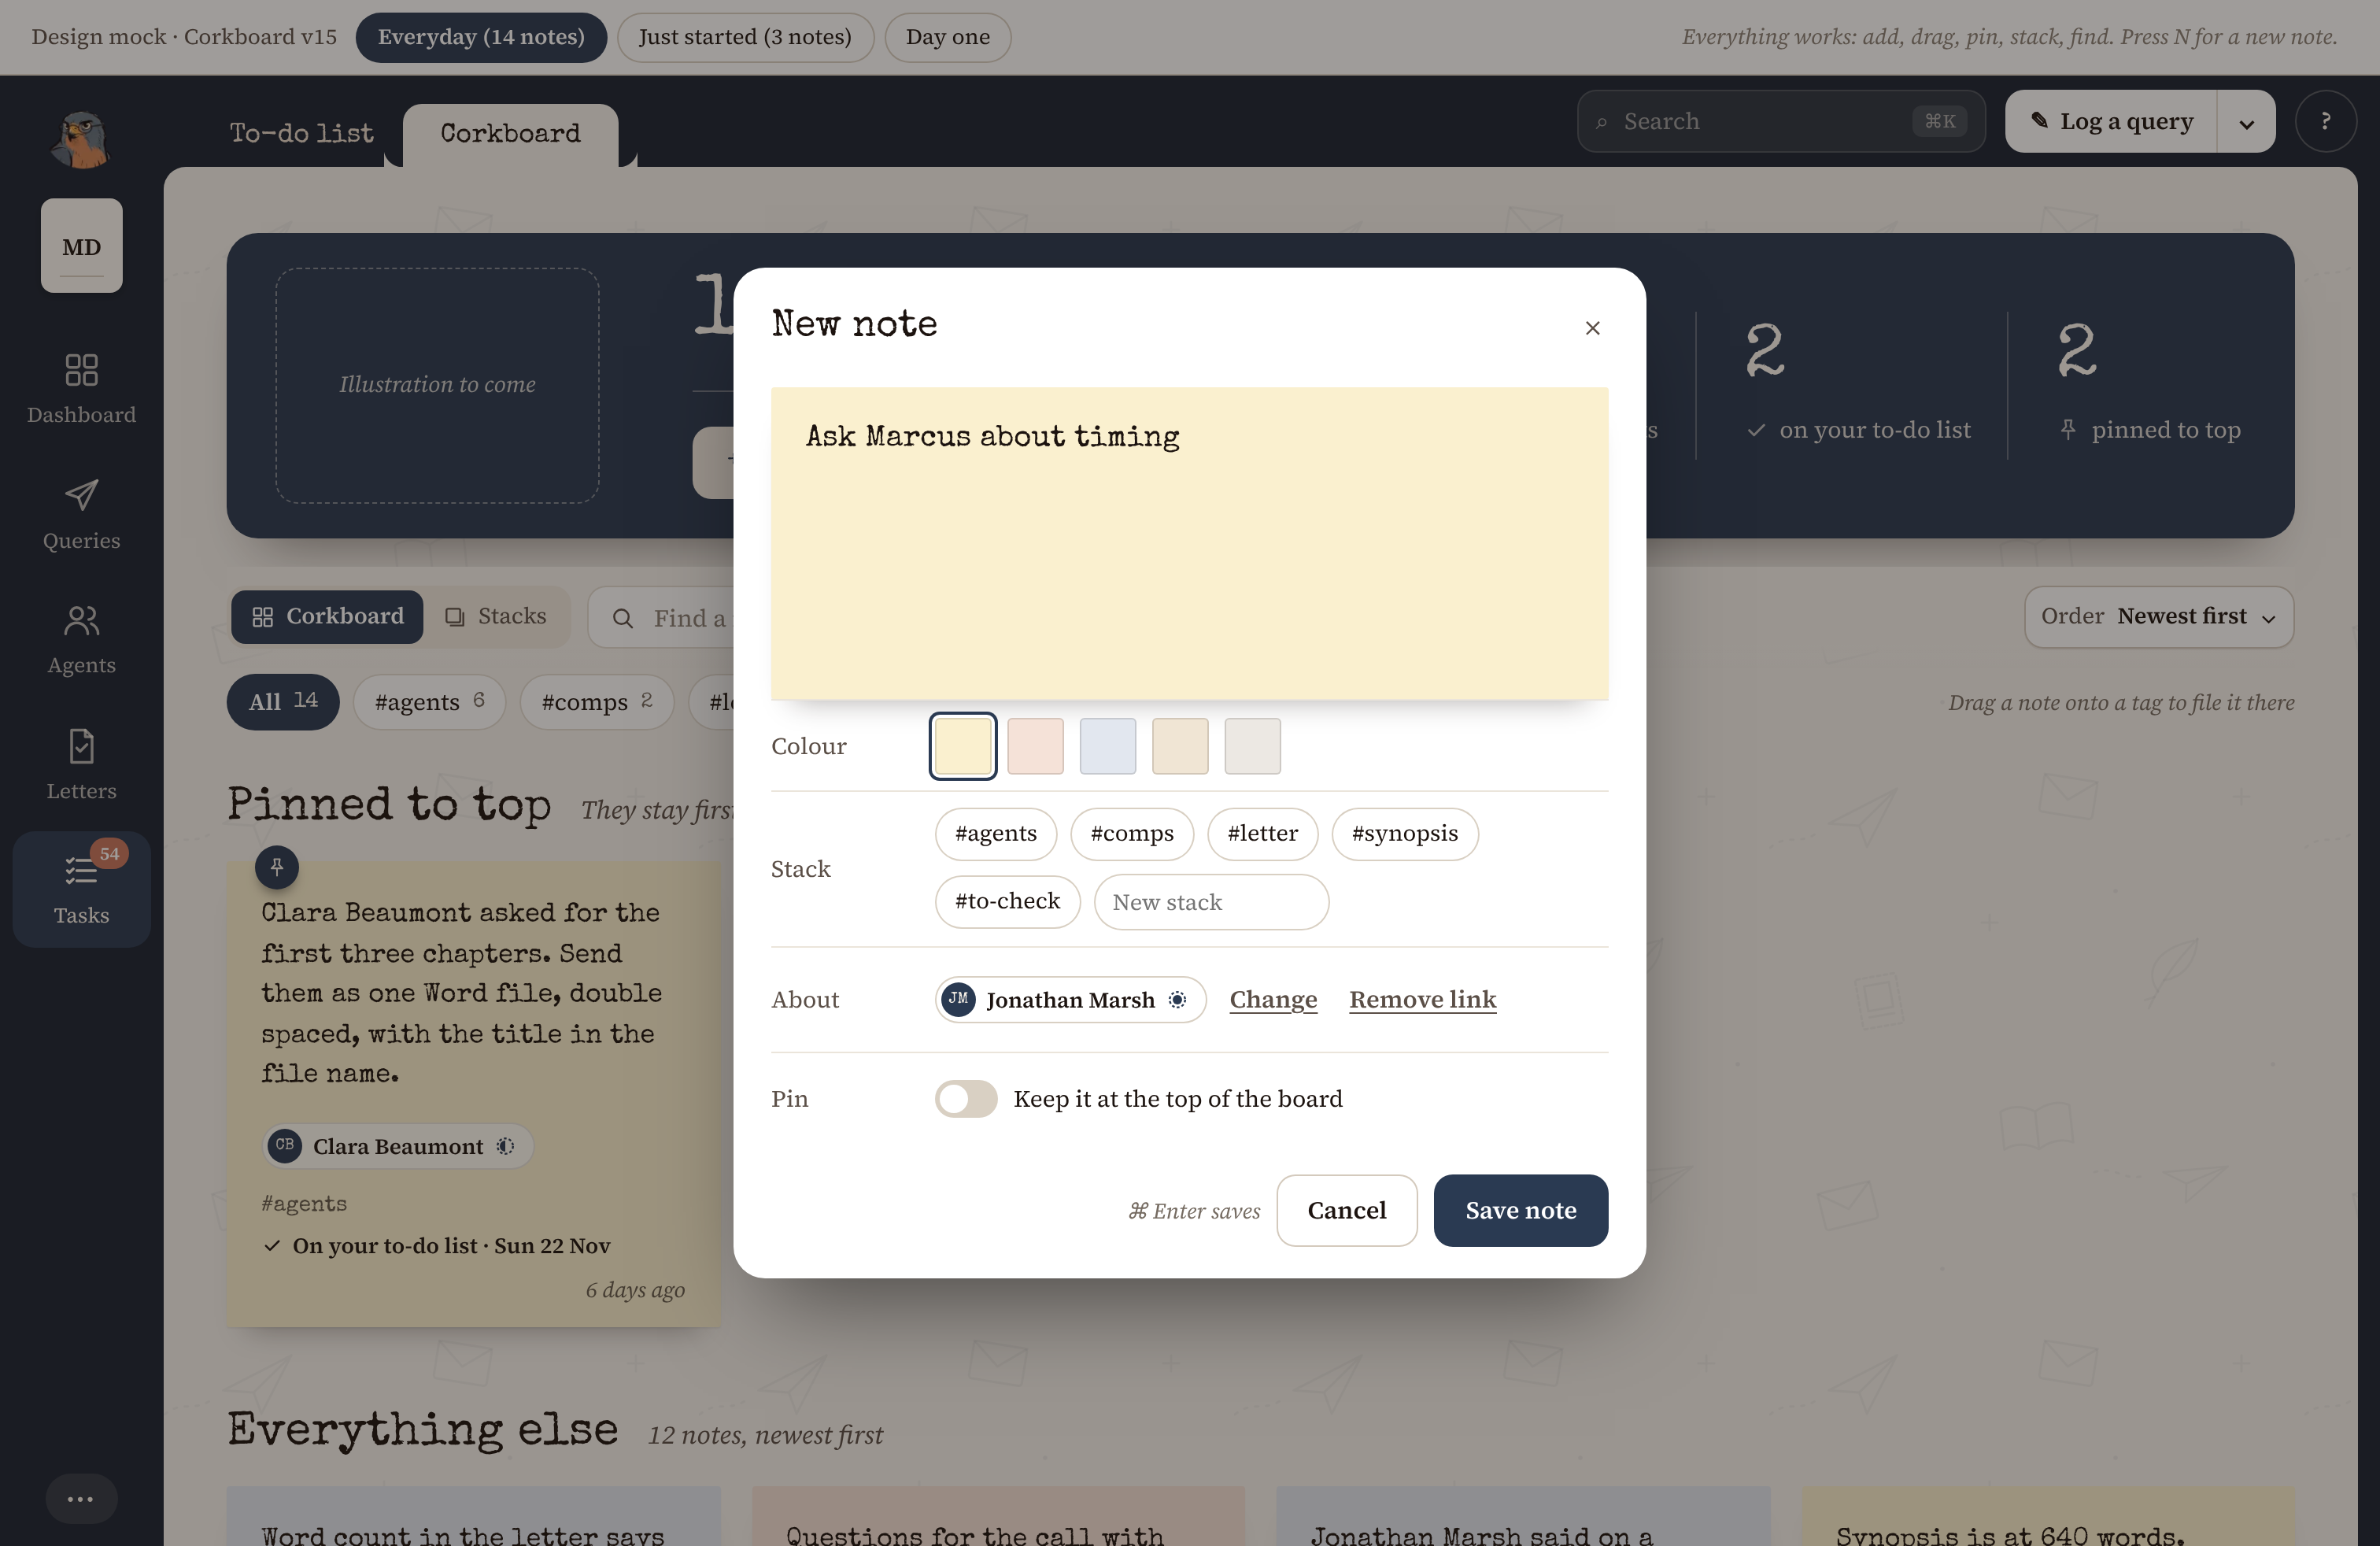 Design mock · Corkboard v15
Everyday (14 notes)
Just started (3 notes)
Day one
Everything works: add, drag, pin, stack, find. Press N for a new note.
To-do list
Corkboard
Search
⌘K
Log a query
?
MD
Dashboard
Queries
Agents
Letters
54
Tasks
Illustration to come
2
on your to-do list
2
pinned to top
Corkboard
Stacks
Find a
Order Newest first
All 14
#agents 6
#comps 2
Drag a note onto a tag to file it there
Pinned to top
They stay
Clara Beaumont asked for the
first three chapters. Send
them as one Word file, double
spaced, with the title in the
file name.
CB Clara Beaumont
#agents
On your to-do list · Sun 22 Nov
6 days ago
New note
Ask Marcus about timing
Colour
Stack
#agents
#comps
#letter
#synopsis
#to-check
New stack
About
JM Jonathan Marsh
Change
Remove link
Pin
Keep it at the top of the board
⌘ Enter saves
Cancel
Save note
Everything else
12 notes, newest first
Word count in the letter says
Questions for the call with
Jonathan Marsh said on a
Synopsis is at 640 words.